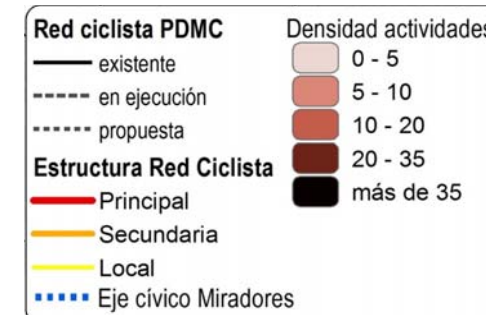 Red ciclista PDMC
existente
en ejecución
propuesta
Estructura Red Ciclista
Principal
Secundaria
Local
Eje cívico Miradores
Densidad actividades
0 - 5
5 - 10
10 - 20
20 - 35
más de 35